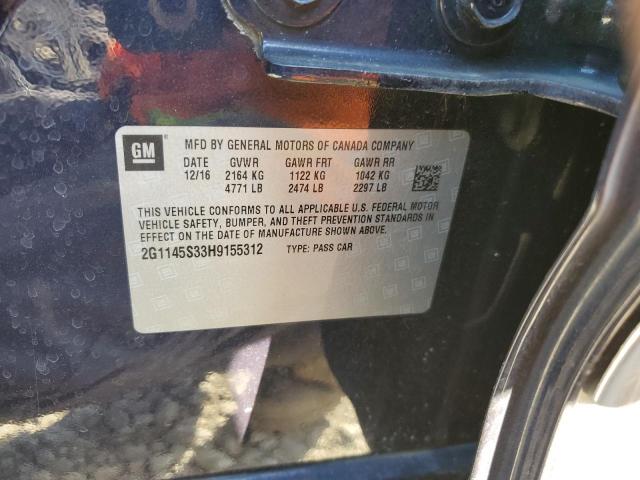 GM
MFD BY GENERAL MOTORS OF CANADA COMPANY
DATE GVWR GAWR FRT GAWR RR
12/16 2164 KG 1122 KG 1042 KG
4771 LB 2474 LB 2297 LB
THIS VEHICLE CONFORMS TO ALL APPLICABLE U.S. FEDERAL MOTOR
VEHICLE SAFETY, BUMPER, AND THEFT PREVENTION STANDARDS IN
EFFECT ON THE DATE OF MANUFACTURE SHOWN ABOVE.
2G1145S33H9155312 TYPE: PASS CAR